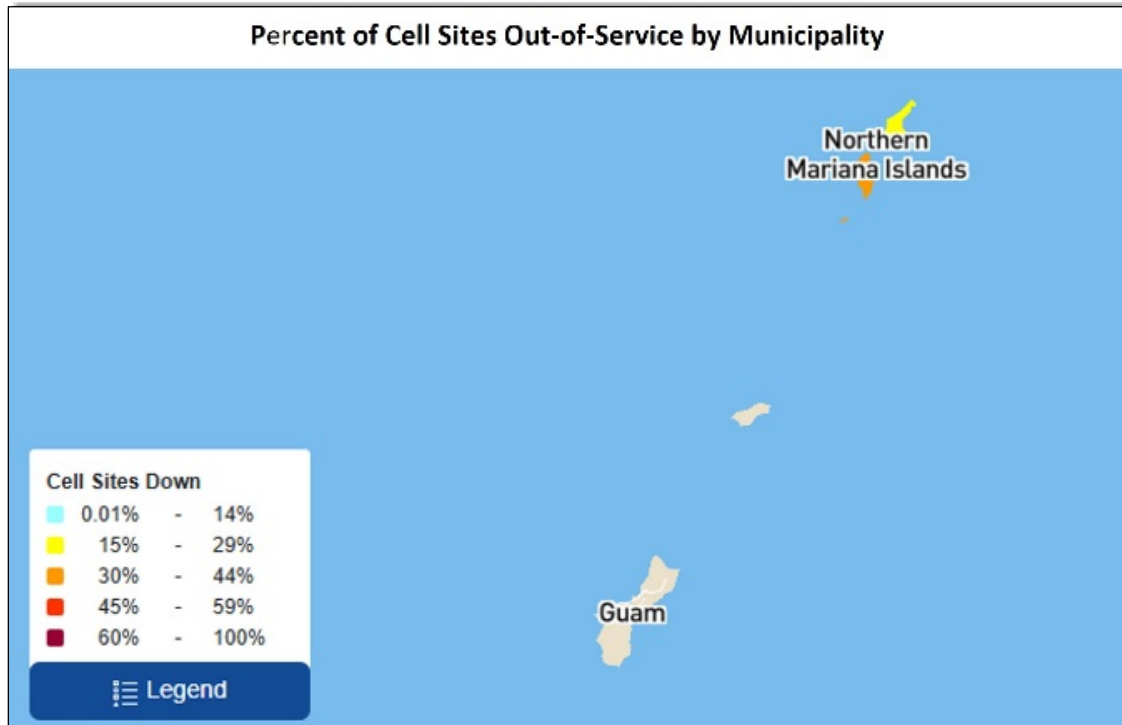 Percent of Cell Sites Out-of-Service by Municipality
Northern
Mariana Islands
Guam
Cell Sites Down
0.01% - 14%
15% - 29%
30% - 44%
45% - 59%
60% - 100%
Legend